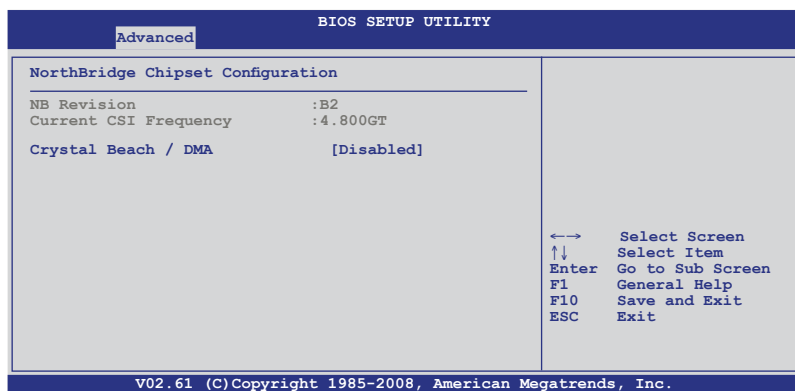 BIOS SETUP UTILITY
Advanced
NorthBridge Chipset Configuration
NB Revision :B2
Current CSI Frequency :4.800GT
Crystal Beach / DMA [Disabled]
←→ Select Screen
↑↓ Select Item
Enter Go to Sub Screen
F1 General Help
F10 Save and Exit
ESC Exit
V02.61 (C)Copyright 1985-2008, American Megatrends, Inc.